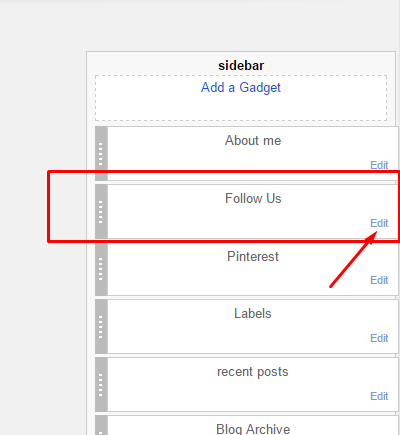 sidebar
Add a Gadget
About me
Edit
Follow Us
Edit
Pinterest
Edit
Labels
Edit
recent posts
Edit
Blog Archive